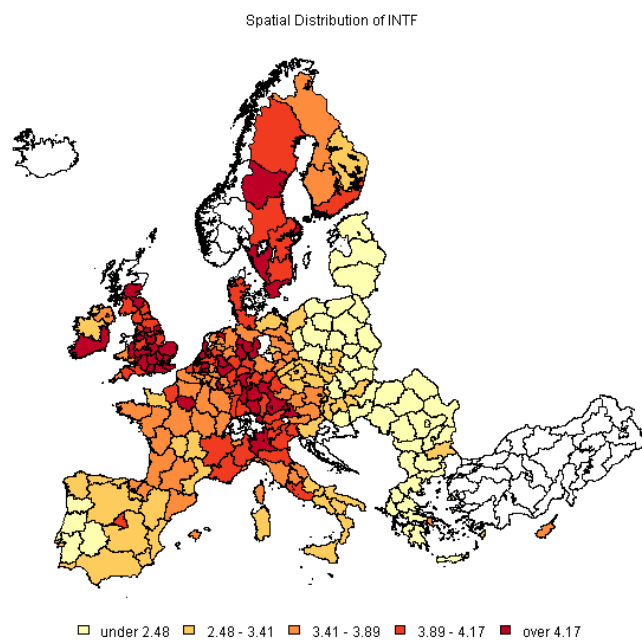 Spatial Distribution of INTF
under 2.48 2.48 - 3.41 3.41 - 3.89 3.89 - 4.17 over 4.17